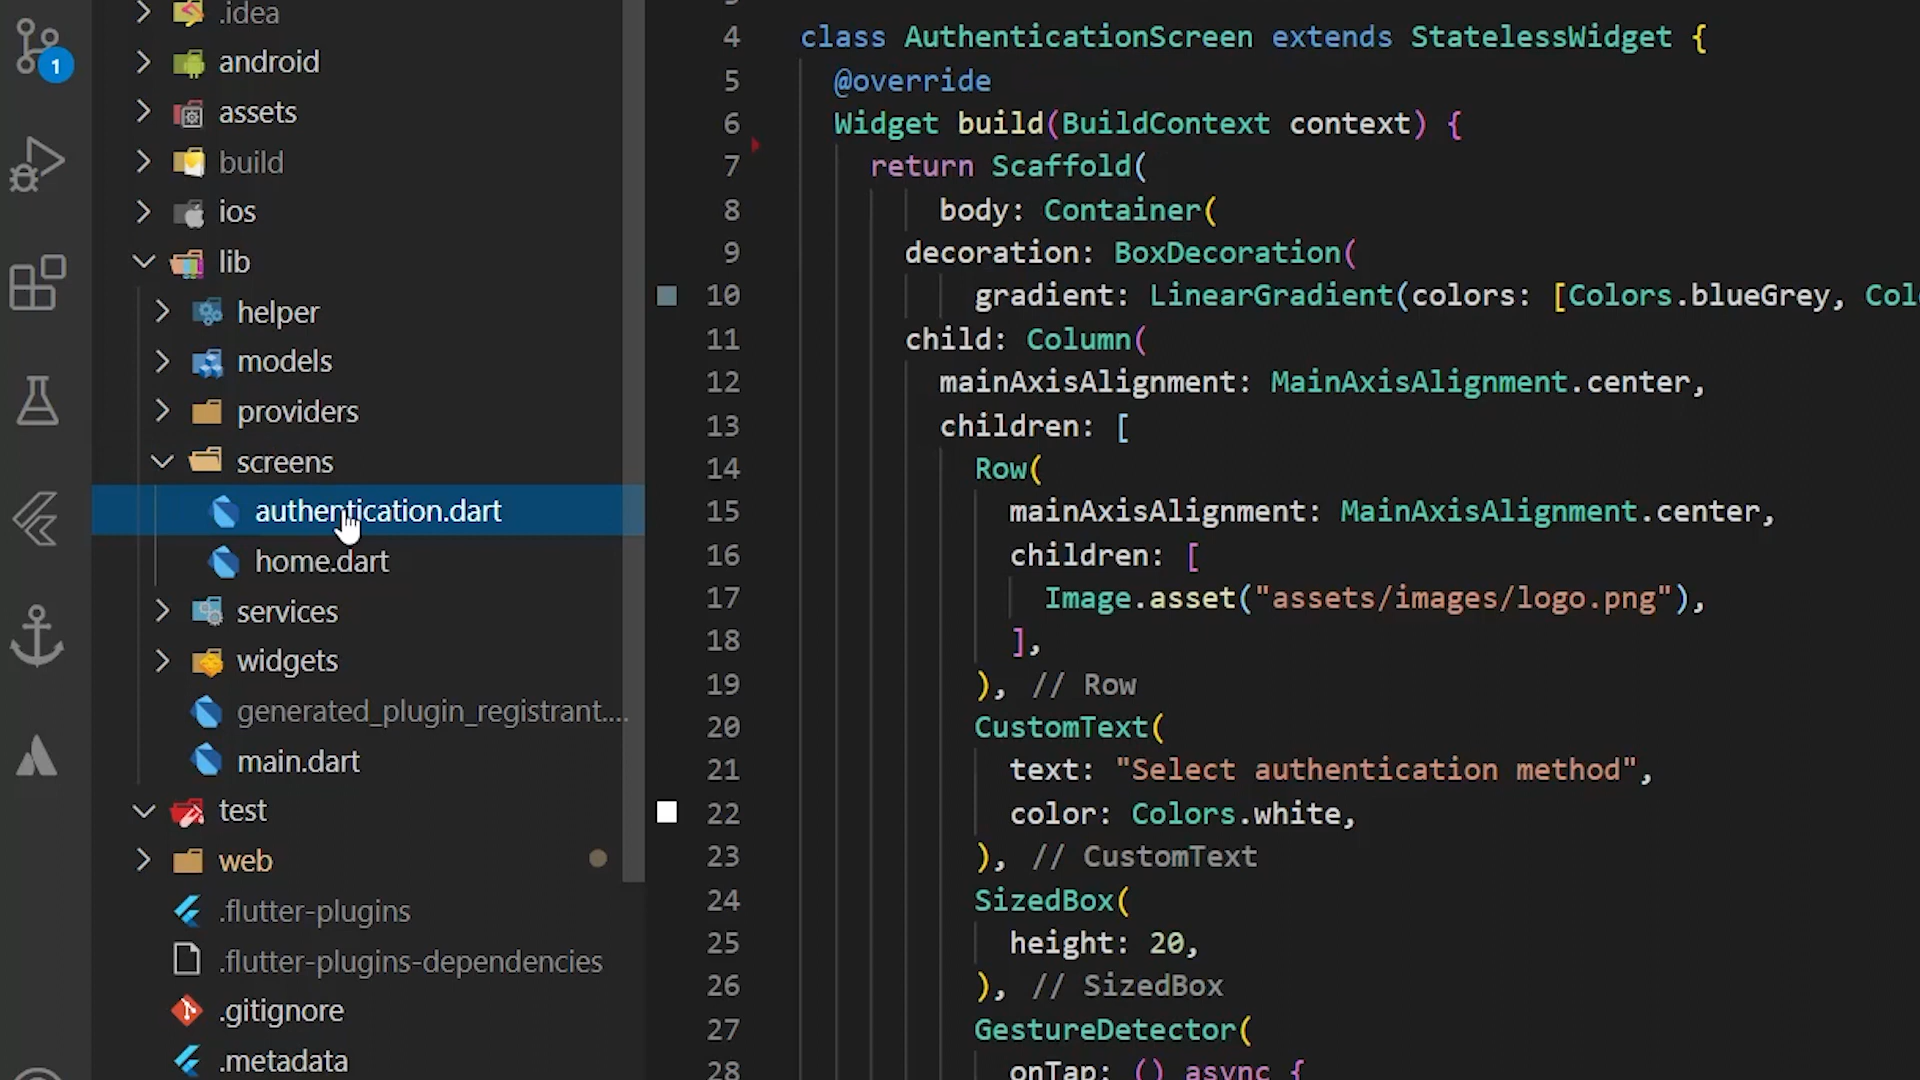 .idea
android
assets
build
ios
lib
helper
models
providers
screens
authentication.dart
home.dart
services
widgets
generated_plugin_registrant....
main.dart
test
web
.flutter-plugins
.flutter-plugins-dependencies
.gitignore
.metadata
1
4 class AuthenticationScreen extends StatelessWidget {
5 @override
6 Widget build(BuildContext context) {
7 return Scaffold(
8 body: Container(
9 decoration: BoxDecoration(
10 gradient: LinearGradient(colors: [Colors.blueGrey, Col
11 child: Column(
12 mainAxisAlignment: MainAxisAlignment.center,
13 children: [
14 Row(
15 mainAxisAlignment: MainAxisAlignment.center,
16 children: [
17 Image.asset("assets/images/logo.png"),
18 ],
19 ), // Row
20 CustomText(
21 text: "Select authentication method",
22 color: Colors.white,
23 ), // CustomText
24 SizedBox(
25 height: 20,
26 ), // SizedBox
27 GestureDetector(
28 onTap: () async {